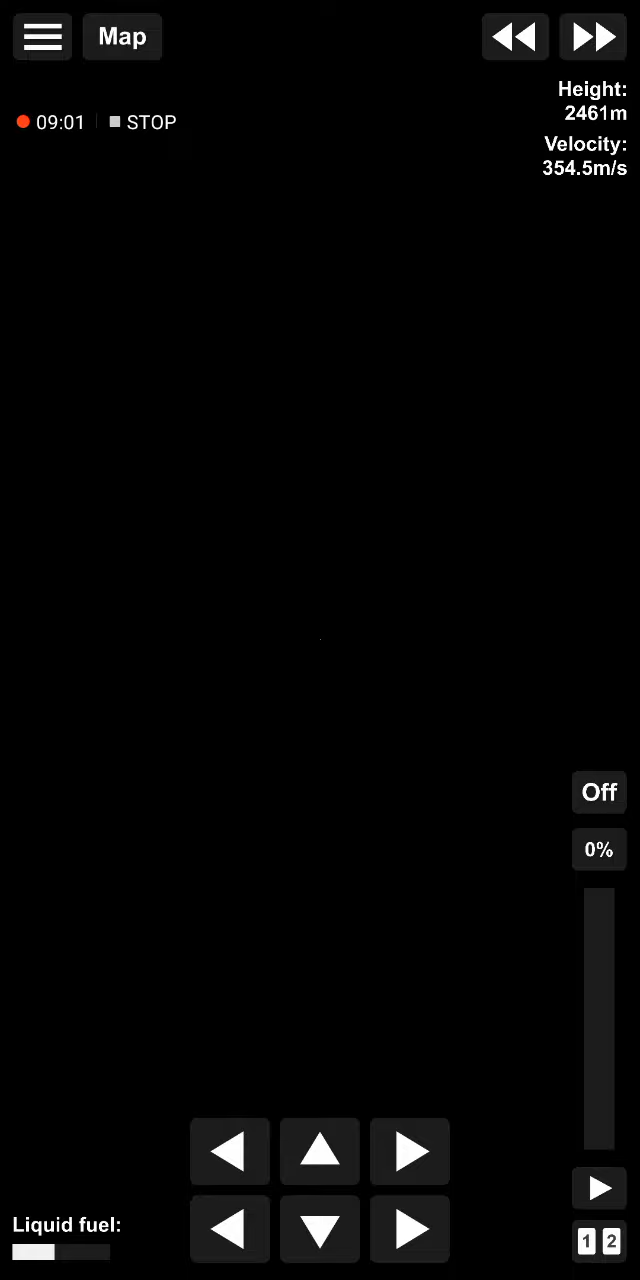 Map
Height:
2461m
09:01 STOP
Velocity:
354.5m/s
Off
0%
Liquid fuel:
1 2